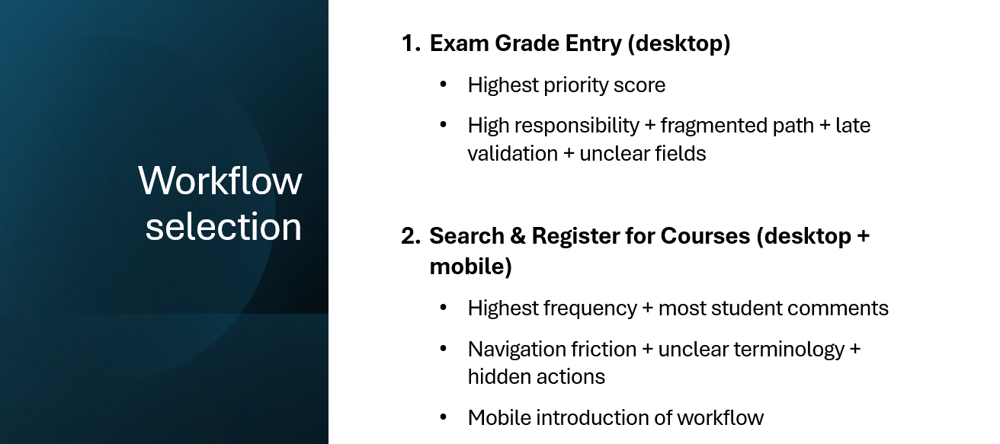 Workflow
selection
1. Exam Grade Entry (desktop)
• Highest priority score
• High responsibility + fragmented path + late
validation + unclear fields
2. Search & Register for Courses (desktop +
mobile)
• Highest frequency + most student comments
• Navigation friction + unclear terminology +
hidden actions
• Mobile introduction of workflow